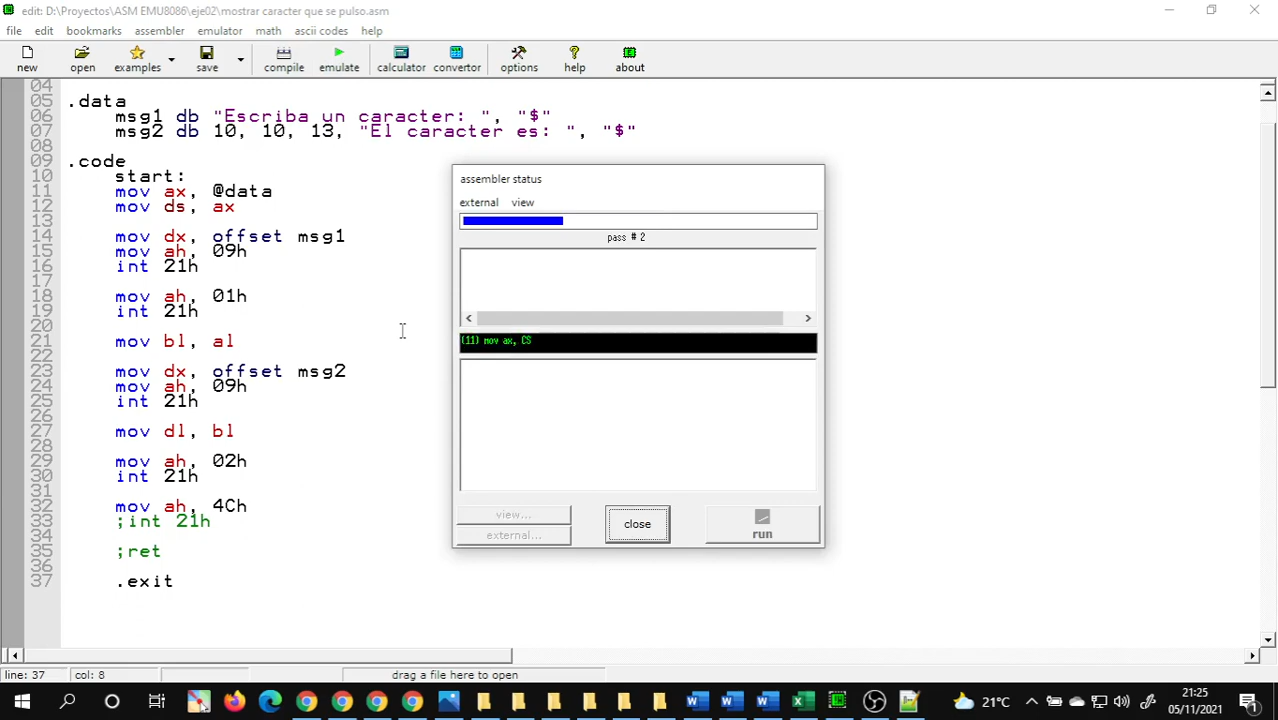 edit: D:\Proyectos\ASM EMU8086\eje02\mostrar caracter que se pulso.asm
file edit bookmarks assembler emulator math ascii codes help
new open examples save compile emulate calculator convertor options help about
04
05 .data
06 msg1 db "Escriba un caracter: ", "$"
07 msg2 db 10, 10, 13, "El caracter es: ", "$"
08
09 .code
10 start:
11 mov ax, @data
12 mov ds, ax
13
14 mov dx, offset msg1
15 mov ah, 09h
16 int 21h
17
18 mov ah, 01h
19 int 21h
20
21 mov bl, al
22
23 mov dx, offset msg2
24 mov ah, 09h
25 int 21h
26
27 mov dl, bl
28
29 mov ah, 02h
30 int 21h
31
32 mov ah, 4Ch
33 ;int 21h
34
35 ;ret
36
37 .exit
assembler status
external view
pass # 2
(11) mov ax, CS
view...
external...
close
run
line: 37 col: 8 drag a file here to open
21°C
21:25
05/11/2021
1